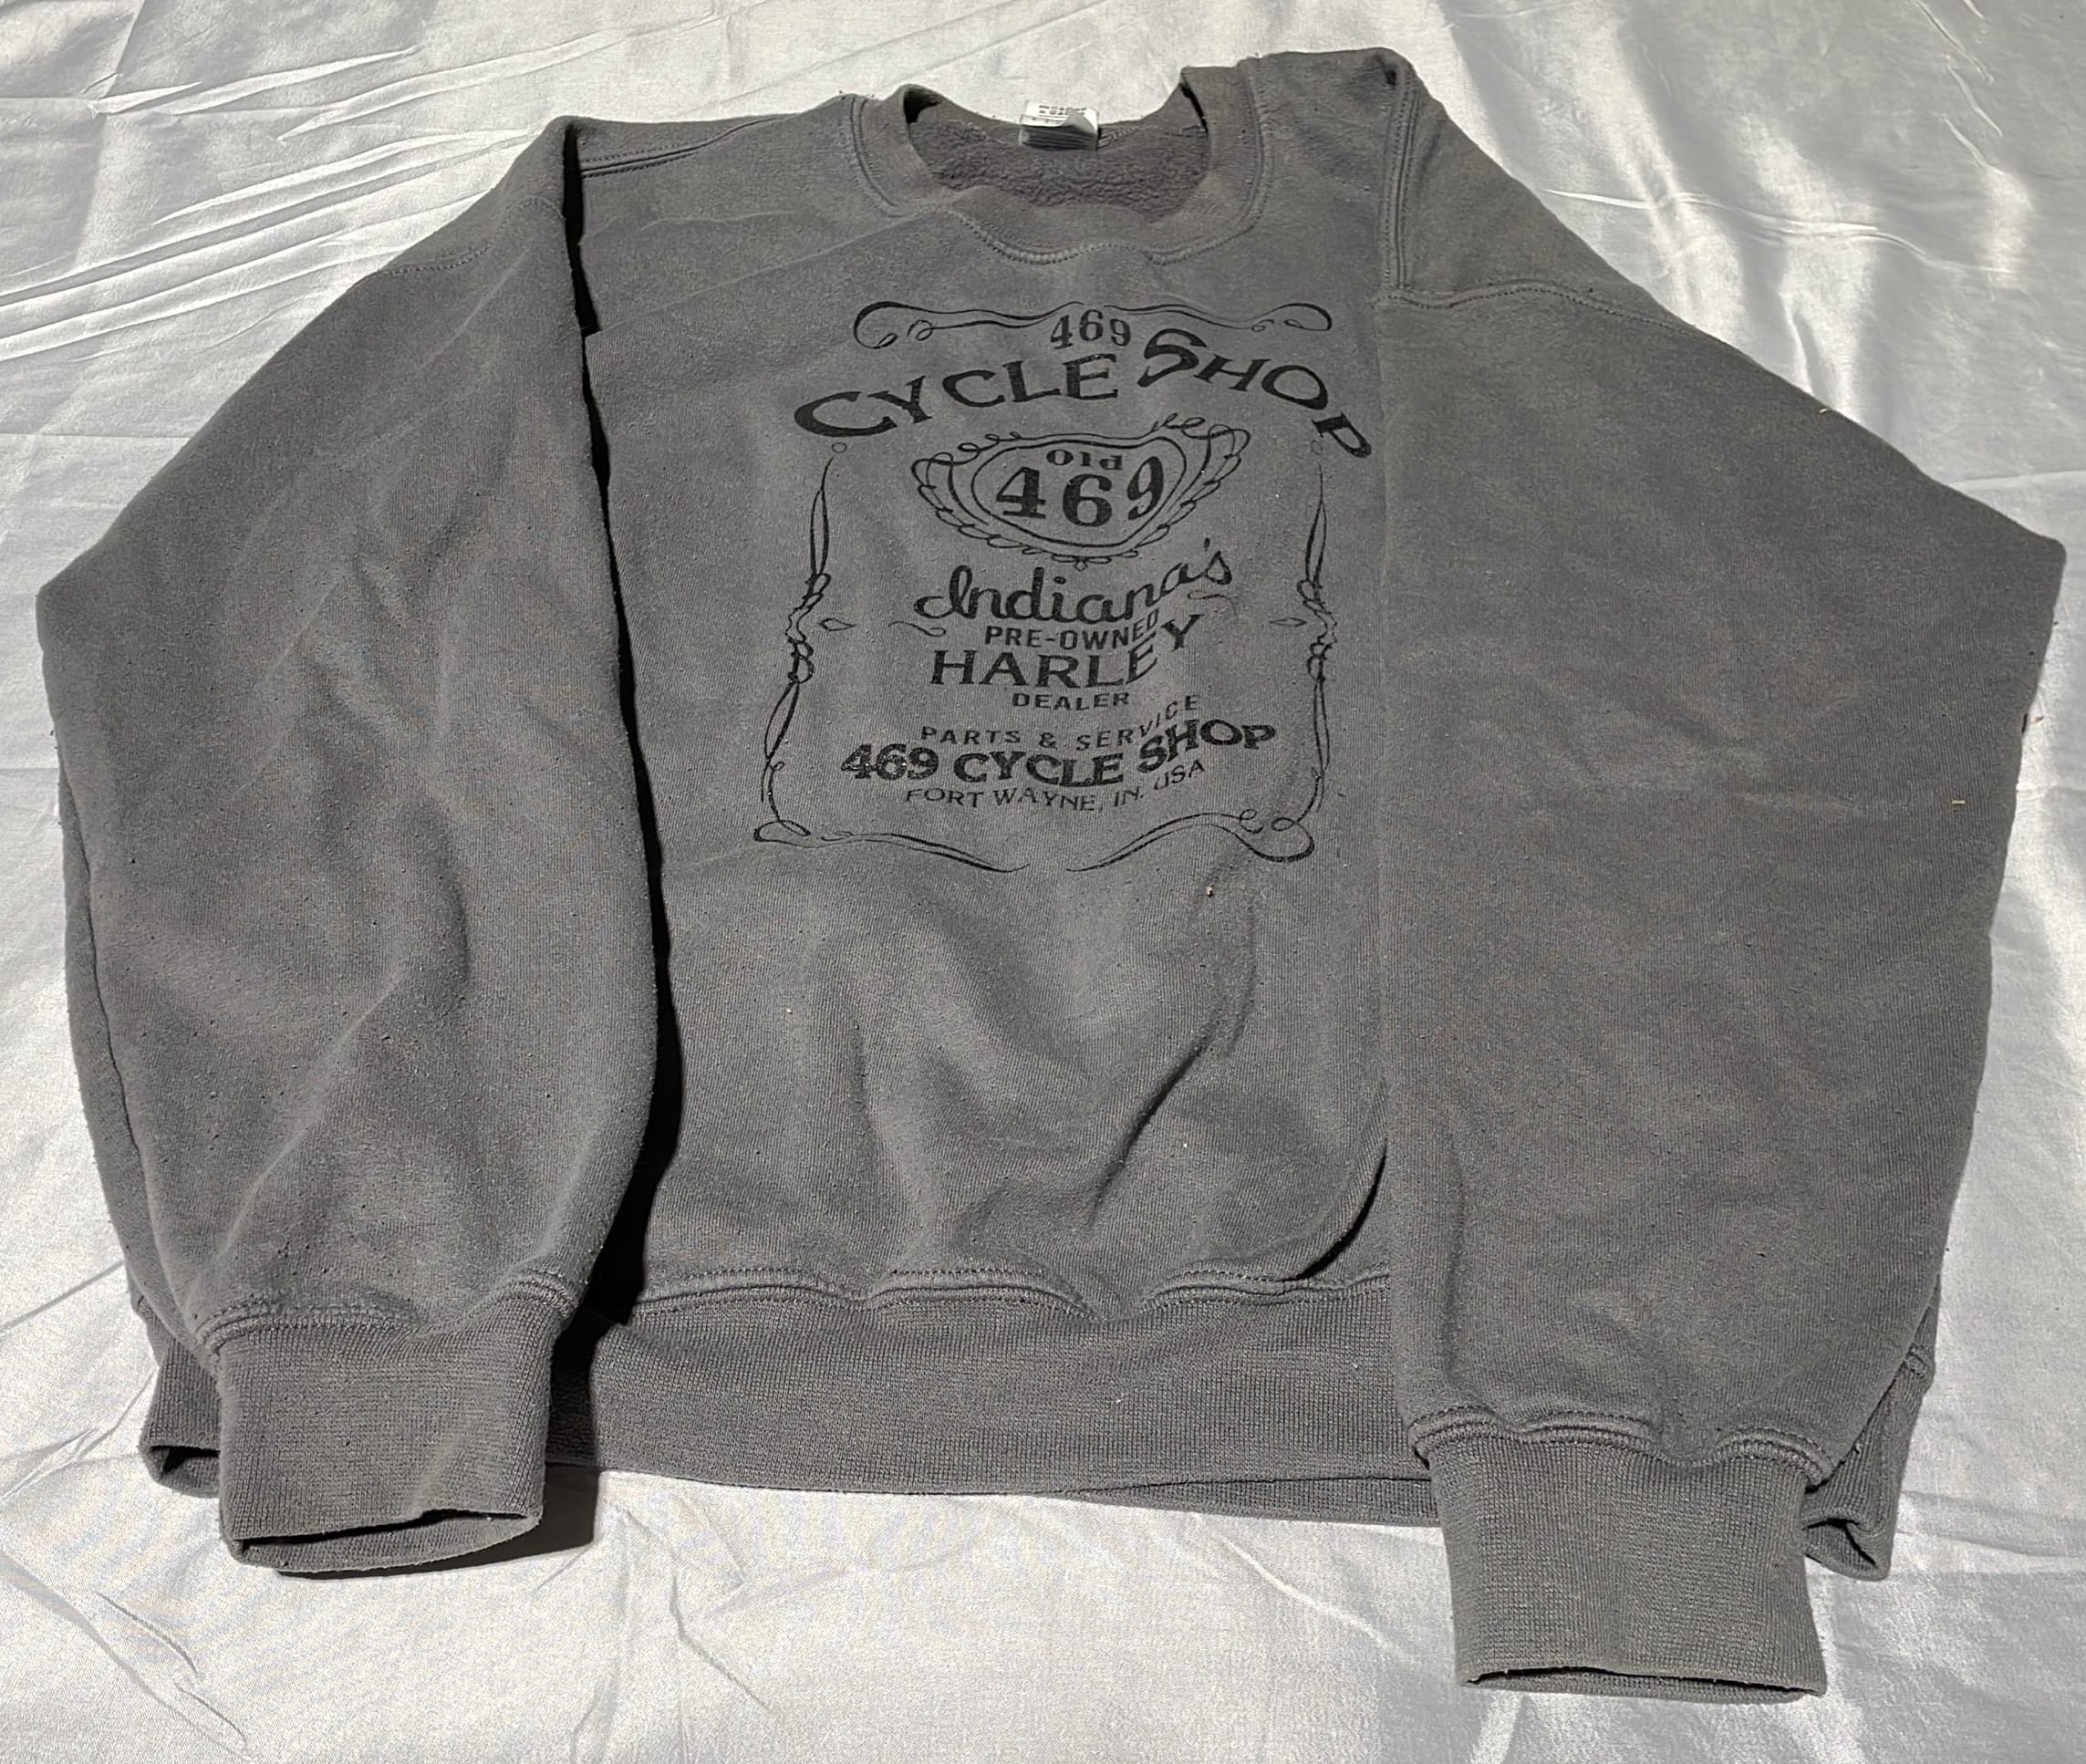 469
CYCLE SHOP
Old
469
Indiana's
PRE-OWNED
HARLEY
DEALER
PARTS & SERVICE
469 CYCLE SHOP
FORT WAYNE, IN. USA